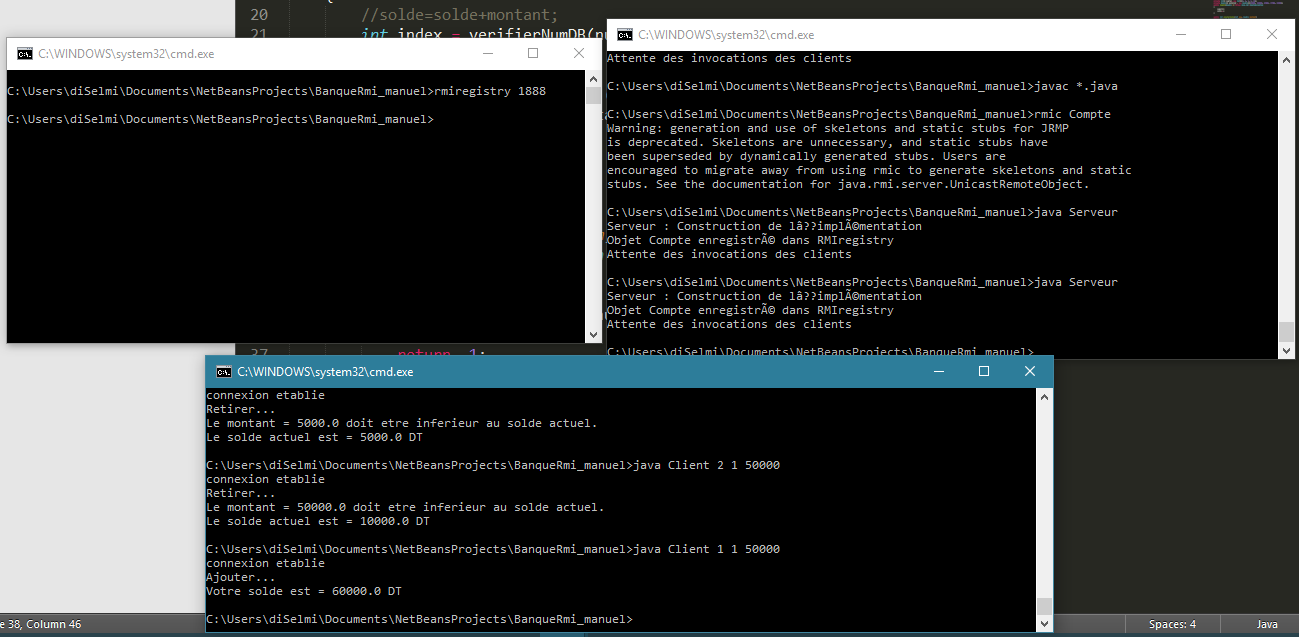 20
//solde=solde+montant;
21
int index = verifierNumDB(nu
C:\WINDOWS\system32\cmd.exe
C:\Users\diSelmi\Documents\NetBeansProjects\BanqueRmi_manuel>rmiregistry 1888
C:\Users\diSelmi\Documents\NetBeansProjects\BanqueRmi_manuel>
C:\WINDOWS\system32\cmd.exe
Attente des invocations des clients
C:\Users\diSelmi\Documents\NetBeansProjects\BanqueRmi_manuel>javac *.java
C:\Users\diSelmi\Documents\NetBeansProjects\BanqueRmi_manuel>rmic Compte
Warning: generation and use of skeletons and static stubs for JRMP
is deprecated. Skeletons are unnecessary, and static stubs have
been superseded by dynamically generated stubs. Users are
encouraged to migrate away from using rmic to generate skeletons and static
stubs. See the documentation for java.rmi.server.UnicastRemoteObject.
C:\Users\diSelmi\Documents\NetBeansProjects\BanqueRmi_manuel>java Serveur
Serveur : Construction de lâ??implÃ©mentation
Objet Compte enregistrÃ© dans RMIregistry
Attente des invocations des clients
C:\Users\diSelmi\Documents\NetBeansProjects\BanqueRmi_manuel>java Serveur
Serveur : Construction de lâ??implÃ©mentation
Objet Compte enregistrÃ© dans RMIregistry
Attente des invocations des clients
C:\Users\diSelmi\Documents\NetBeansProjects\BanqueRmi_manuel>
37
return -1;
C:\WINDOWS\system32\cmd.exe
connexion etablie
Retirer...
Le montant = 5000.0 doit etre inferieur au solde actuel.
Le solde actuel est = 5000.0 DT
C:\Users\diSelmi\Documents\NetBeansProjects\BanqueRmi_manuel>java Client 2 1 50000
connexion etablie
Retirer...
Le montant = 50000.0 doit etre inferieur au solde actuel.
Le solde actuel est = 10000.0 DT
C:\Users\diSelmi\Documents\NetBeansProjects\BanqueRmi_manuel>java Client 1 1 50000
connexion etablie
Ajouter...
Votre solde est = 60000.0 DT
C:\Users\diSelmi\Documents\NetBeansProjects\BanqueRmi_manuel>
e 38, Column 46
Spaces: 4
Java